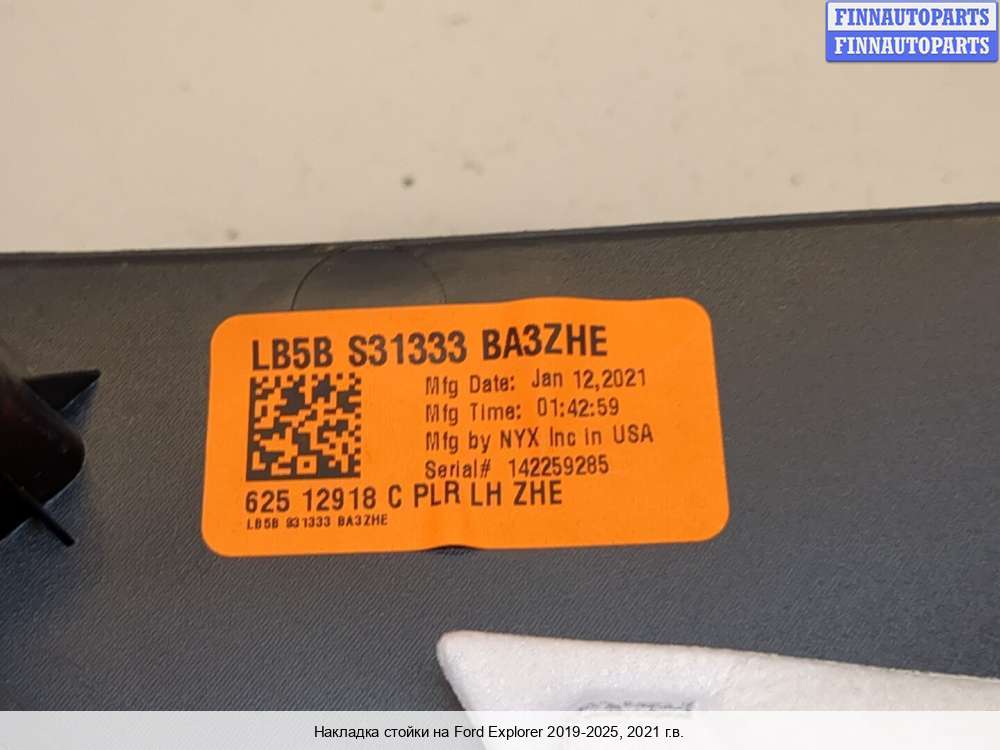 FINNAUTOPARTS
FINNAUTOPARTS
LB5B S31333 BA3ZHE
Mfg Date: Jan 12,2021
Mfg Time: 01:42:59
Mfg by NYX Inc in USA
Serial# 142259285
625 12918 C PLR LH ZHE
LB5B S31333 BA3ZHE
Накладка стойки на Ford Explorer 2019-2025, 2021 г.в.